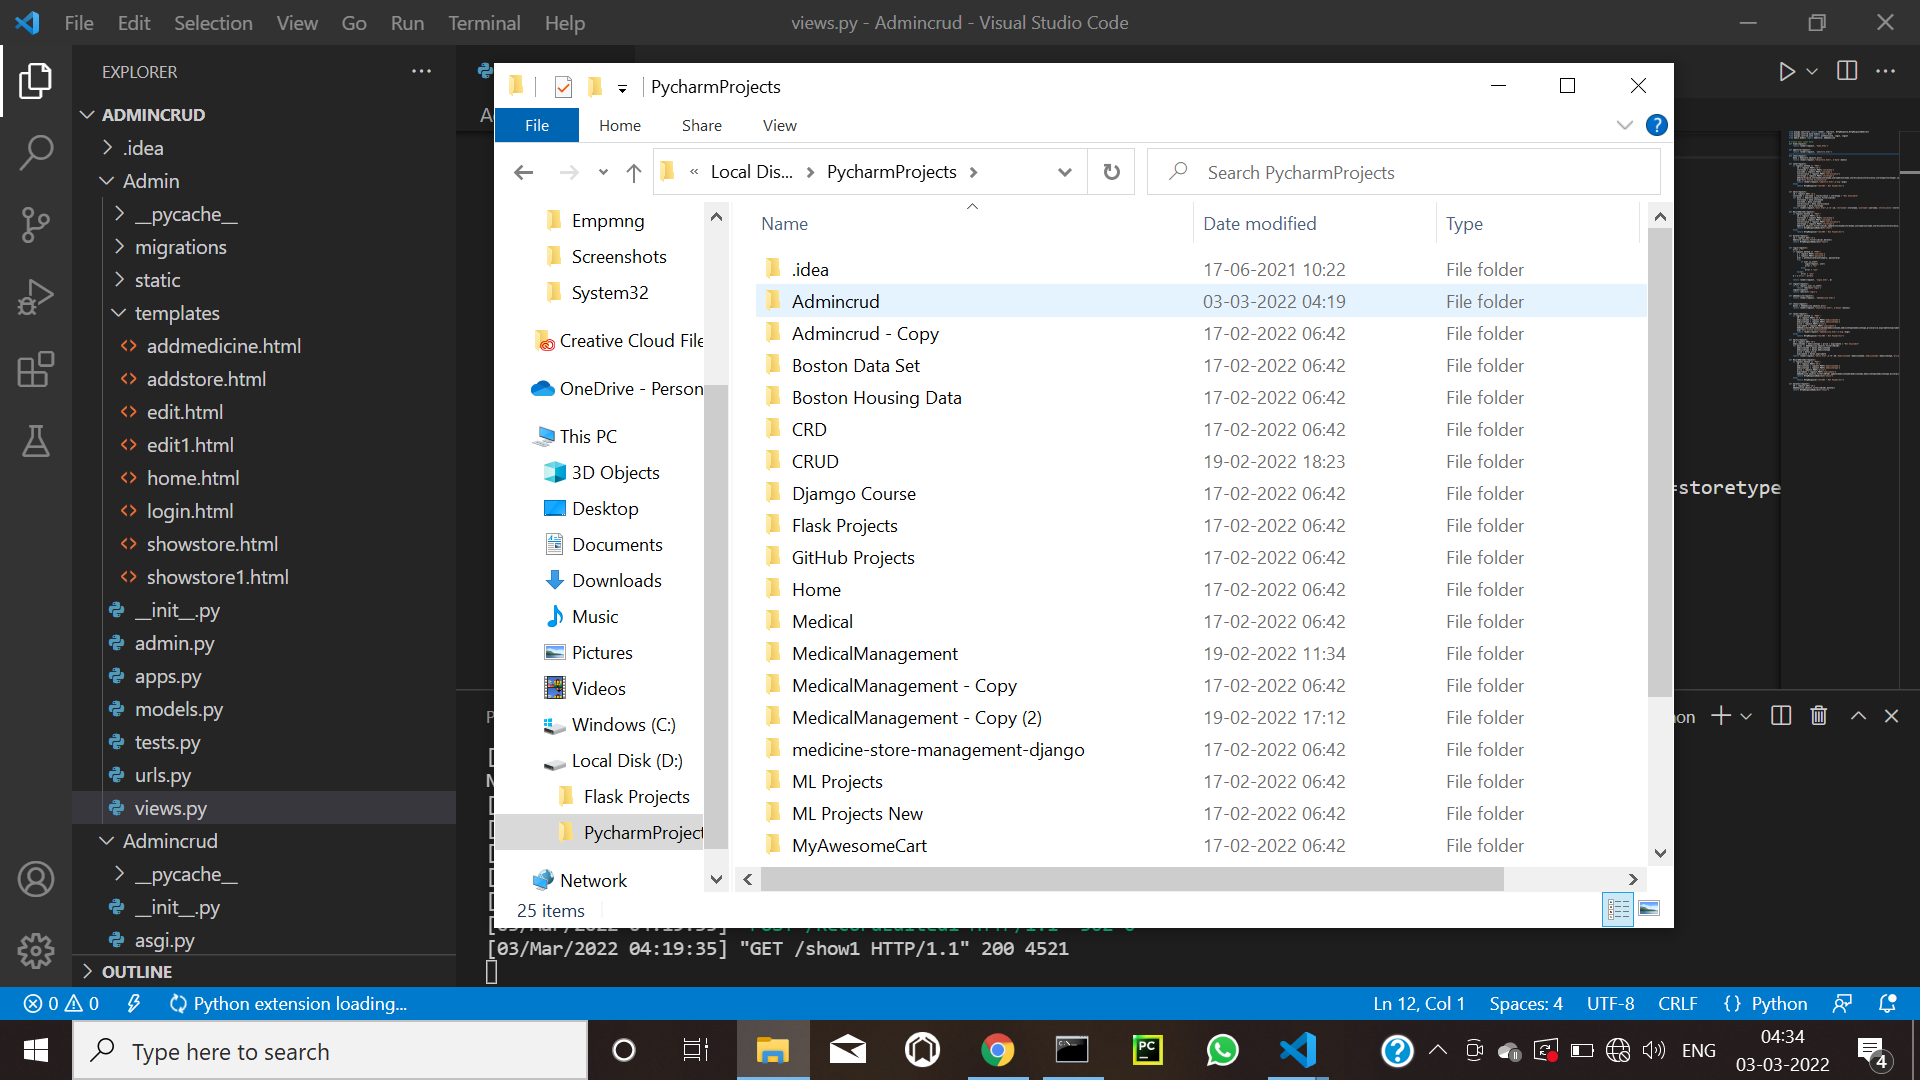 File Edit Selection View Go Run Terminal Help
views.py - Admincrud - Visual Studio Code
EXPLORER
ADMINCRUD
.idea
Admin
__pycache__
migrations
static
templates
addmedicine.html
addstore.html
edit.html
edit1.html
home.html
login.html
showstore.html
showstore1.html
__init__.py
admin.py
apps.py
models.py
tests.py
urls.py
views.py
Admincrud
__pycache__
__init__.py
asgi.py
OUTLINE
PycharmProjects
File Home Share View
« Local Dis... PycharmProjects
Search PycharmProjects
Empmng
Screenshots
System32
Creative Cloud File
OneDrive - Person
This PC
3D Objects
Desktop
Documents
Downloads
Music
Pictures
Videos
Windows (C:)
Local Disk (D:)
Flask Projects
PycharmProject
Network
Name Date modified Type
.idea 17-06-2021 10:22 File folder
Admincrud 03-03-2022 04:19 File folder
Admincrud - Copy 17-02-2022 06:42 File folder
Boston Data Set 17-02-2022 06:42 File folder
Boston Housing Data 17-02-2022 06:42 File folder
CRD 17-02-2022 06:42 File folder
CRUD 19-02-2022 18:23 File folder
Djamgo Course 17-02-2022 06:42 File folder
Flask Projects 17-02-2022 06:42 File folder
GitHub Projects 17-02-2022 06:42 File folder
Home 17-02-2022 06:42 File folder
Medical 17-02-2022 06:42 File folder
MedicalManagement 19-02-2022 11:34 File folder
MedicalManagement - Copy 17-02-2022 06:42 File folder
MedicalManagement - Copy (2) 19-02-2022 17:12 File folder
medicine-store-management-django 17-02-2022 06:42 File folder
ML Projects 17-02-2022 06:42 File folder
ML Projects New 17-02-2022 06:42 File folder
MyAwesomeCart 17-02-2022 06:42 File folder
25 items
=storetype
[03/Mar/2022 04:19:35] "GET /show1 HTTP/1.1" 200 4521
0 0 Python extension loading...
Ln 12, Col 1 Spaces: 4 UTF-8 CRLF {} Python
Type here to search
PC
ENG
04:34
03-03-2022
4